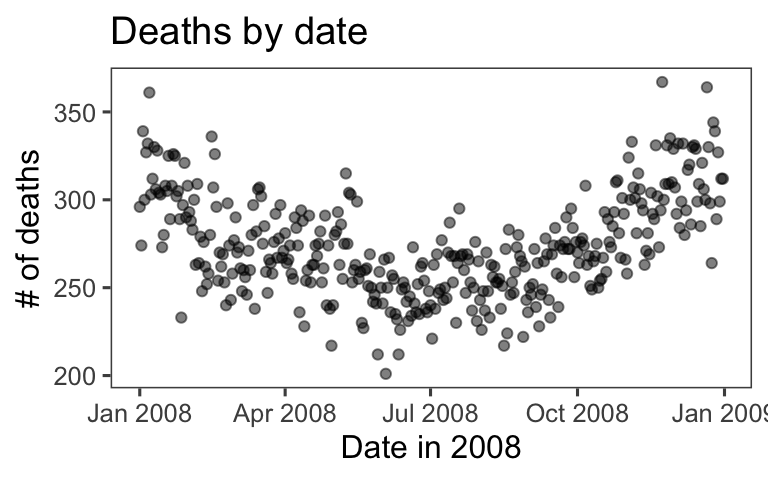 Deaths by date
# of deaths
350
300
250
200
Jan 2008 Apr 2008 Jul 2008 Oct 2008 Jan 2009
Date in 2008